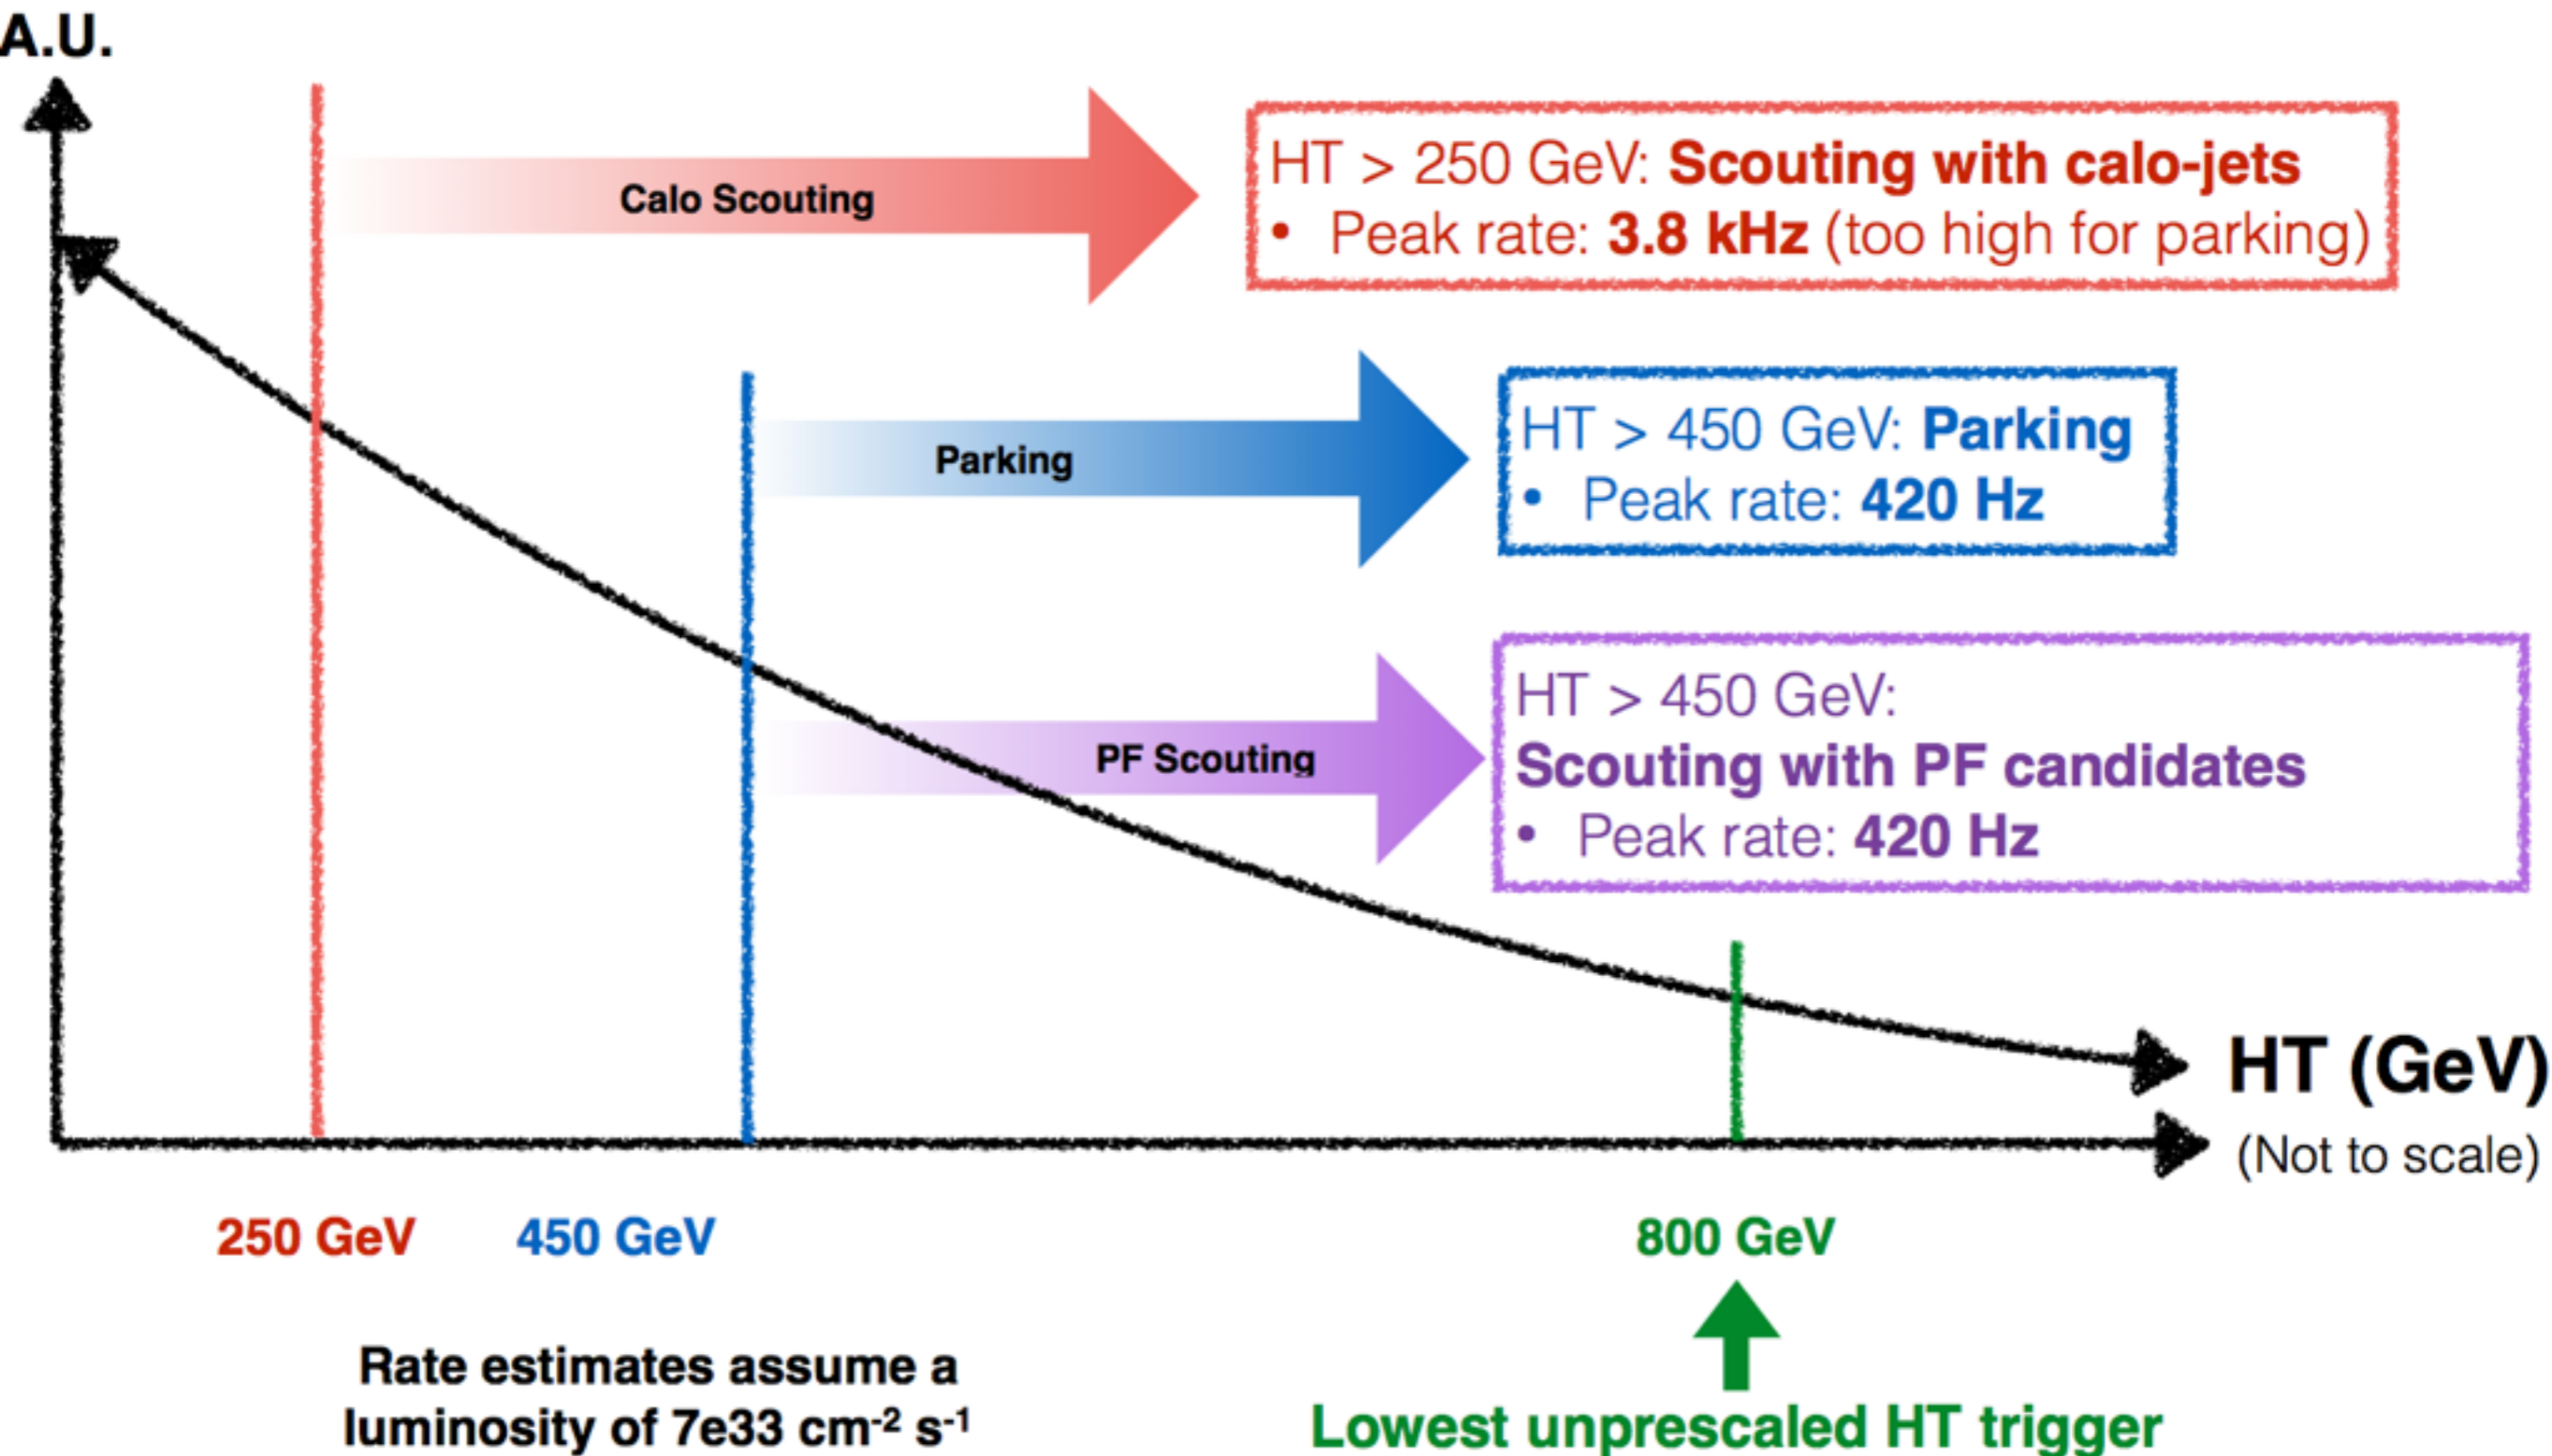 A.U.
Calo Scouting
HT > 250 GeV: Scouting with calo-jets
• Peak rate: 3.8 kHz (too high for parking)
Parking
HT > 450 GeV: Parking
• Peak rate: 420 Hz
PF Scouting
HT > 450 GeV:
Scouting with PF candidates
• Peak rate: 420 Hz
HT (GeV)
(Not to scale)
250 GeV
450 GeV
800 GeV
Rate estimates assume a
luminosity of 7e33 cm⁻² s⁻¹
Lowest unprescaled HT trigger